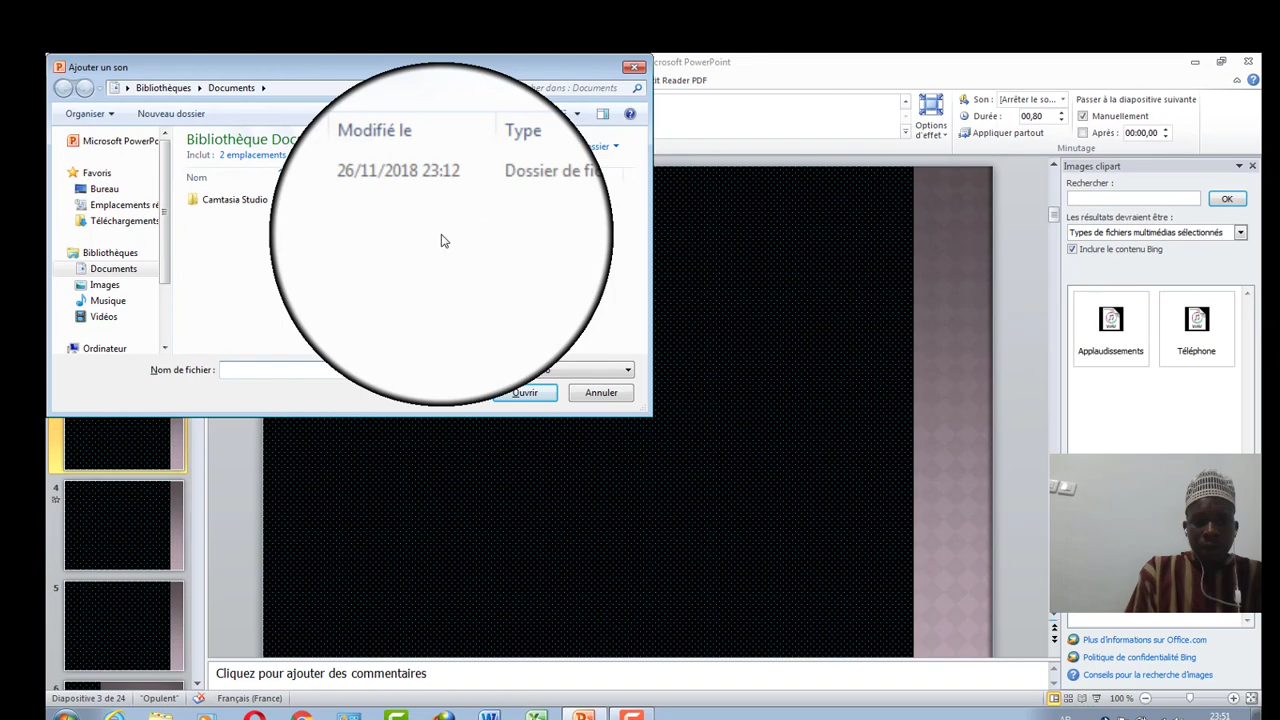 Ajouter un son
Microsoft PowerPoint
Bibliothèques
Documents
Reader PDF
Organiser
Nouveau dossier
Microsoft PowerPc
Favoris
Bureau
Emplacements ré
Téléchargements
Bibliothèques
Documents
Images
Musique
Vidéos
Ordinateur
Bibliothèque Doc
Inclut : 2 emplacements
Nom
Camtasia Studio
Modifié le
Type
26/11/2018 23:12
Dossier de fic
Nom de fichier :
Ouvrir
Annuler
Options
d'effet
Son : [Arrêter le so...
Durée : 00,80
Appliquer partout
Passer à la diapositive suivante
Manuellement
Après : 00:00,00
Minutage
Images clipart
Rechercher :
OK
Les résultats devraient être :
Types de fichiers multimédias sélectionnés
Inclure le contenu Bing
Applaudissements
Téléphone
Plus d'informations sur Office.com
Politique de confidentialité Bing
Conseils pour la recherche d'images
4
5
6
Cliquez pour ajouter des commentaires
Diapositive 3 de 24
"Opulent"
Français (France)
100 %
23:51